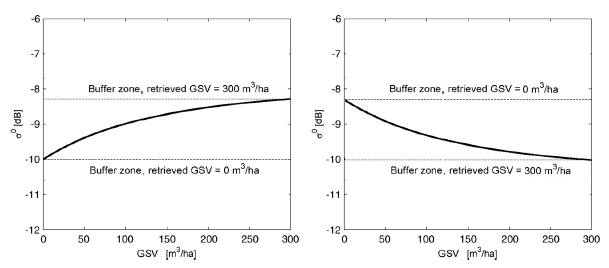 -6
-7
-8
-9
-10
-11
-12
σ⁰ [dB]
Buffer zone, retrieved GSV = 300 m³/ha
Buffer zone, retrieved GSV = 0 m³/ha
0 50 100 150 200 250 300
GSV [m³/ha]
-6
-7
-8
-9
-10
-11
-12
σ⁰ [dB]
Buffer zone, retrieved GSV = 0 m³/ha
Buffer zone, retrieved GSV = 300 m³/ha
0 50 100 150 200 250 300
GSV [m³/ha]